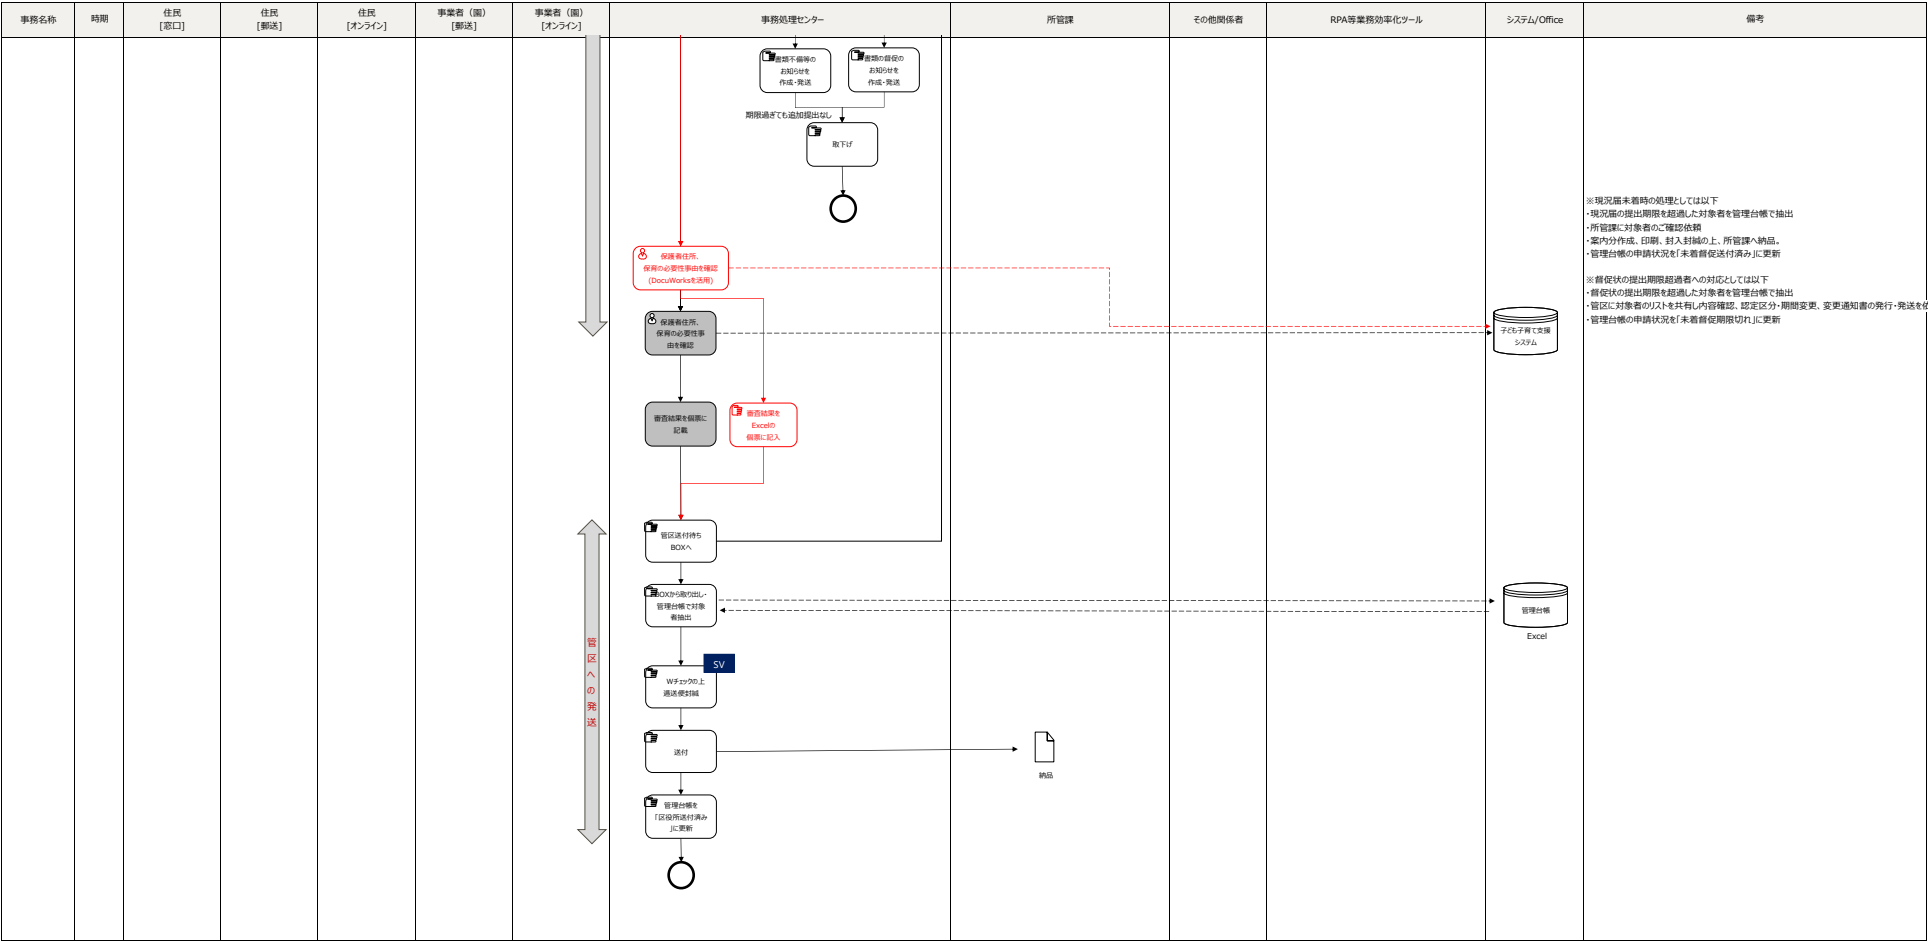 事務名称
時期
住民
[窓口]
住民
[郵送]
住民
[オンライン]
事業者（園）
[郵送]
事業者（園）
[オンライン]
事務処理センター
所管課
その他関係者
RPA等業務効率化ツール
システム/Office
備考
書類不備等の
お知らせを
作成・発送
書類の督促の
お知らせを
作成・発送
期限過ぎても追加提出なし
取下げ
※現況届未着時の処理としては以下
・現況届の提出期限を超過した対象者を管理台帳で抽出
・所管課に対象者のご確認依頼
・案内分作成、印刷、封入封緘の上、所管課へ納品。
・管理台帳の申請状況を「未着督促送付済み」に更新
※督促状の提出期限超過者への対応としては以下
・督促状の提出期限を超過した対象者を管理台帳で抽出
・管区に対象者のリストを共有し内容確認、認定区分・期間変更、変更通知書の発行・発送を
・管理台帳の申請状況を「未着督促期限切れ」に更新
保護者住所、
保育の必要性事由を確認
(DocuWorksを活用)
保護者住所、
保育の必要性事
由を確認
子ども子育て支援
システム
審査結果を個票に
記載
審査結果を
Excelの
個票に記入
管区送付待ち
BOXへ
BOXから取り出し・
管理台帳で対象
者抽出
管理台帳
Excel
管区への発送
SV
Wチェックの上
逓送便封緘
送付
納品
管理台帳を
「区役所送付済み
」に更新